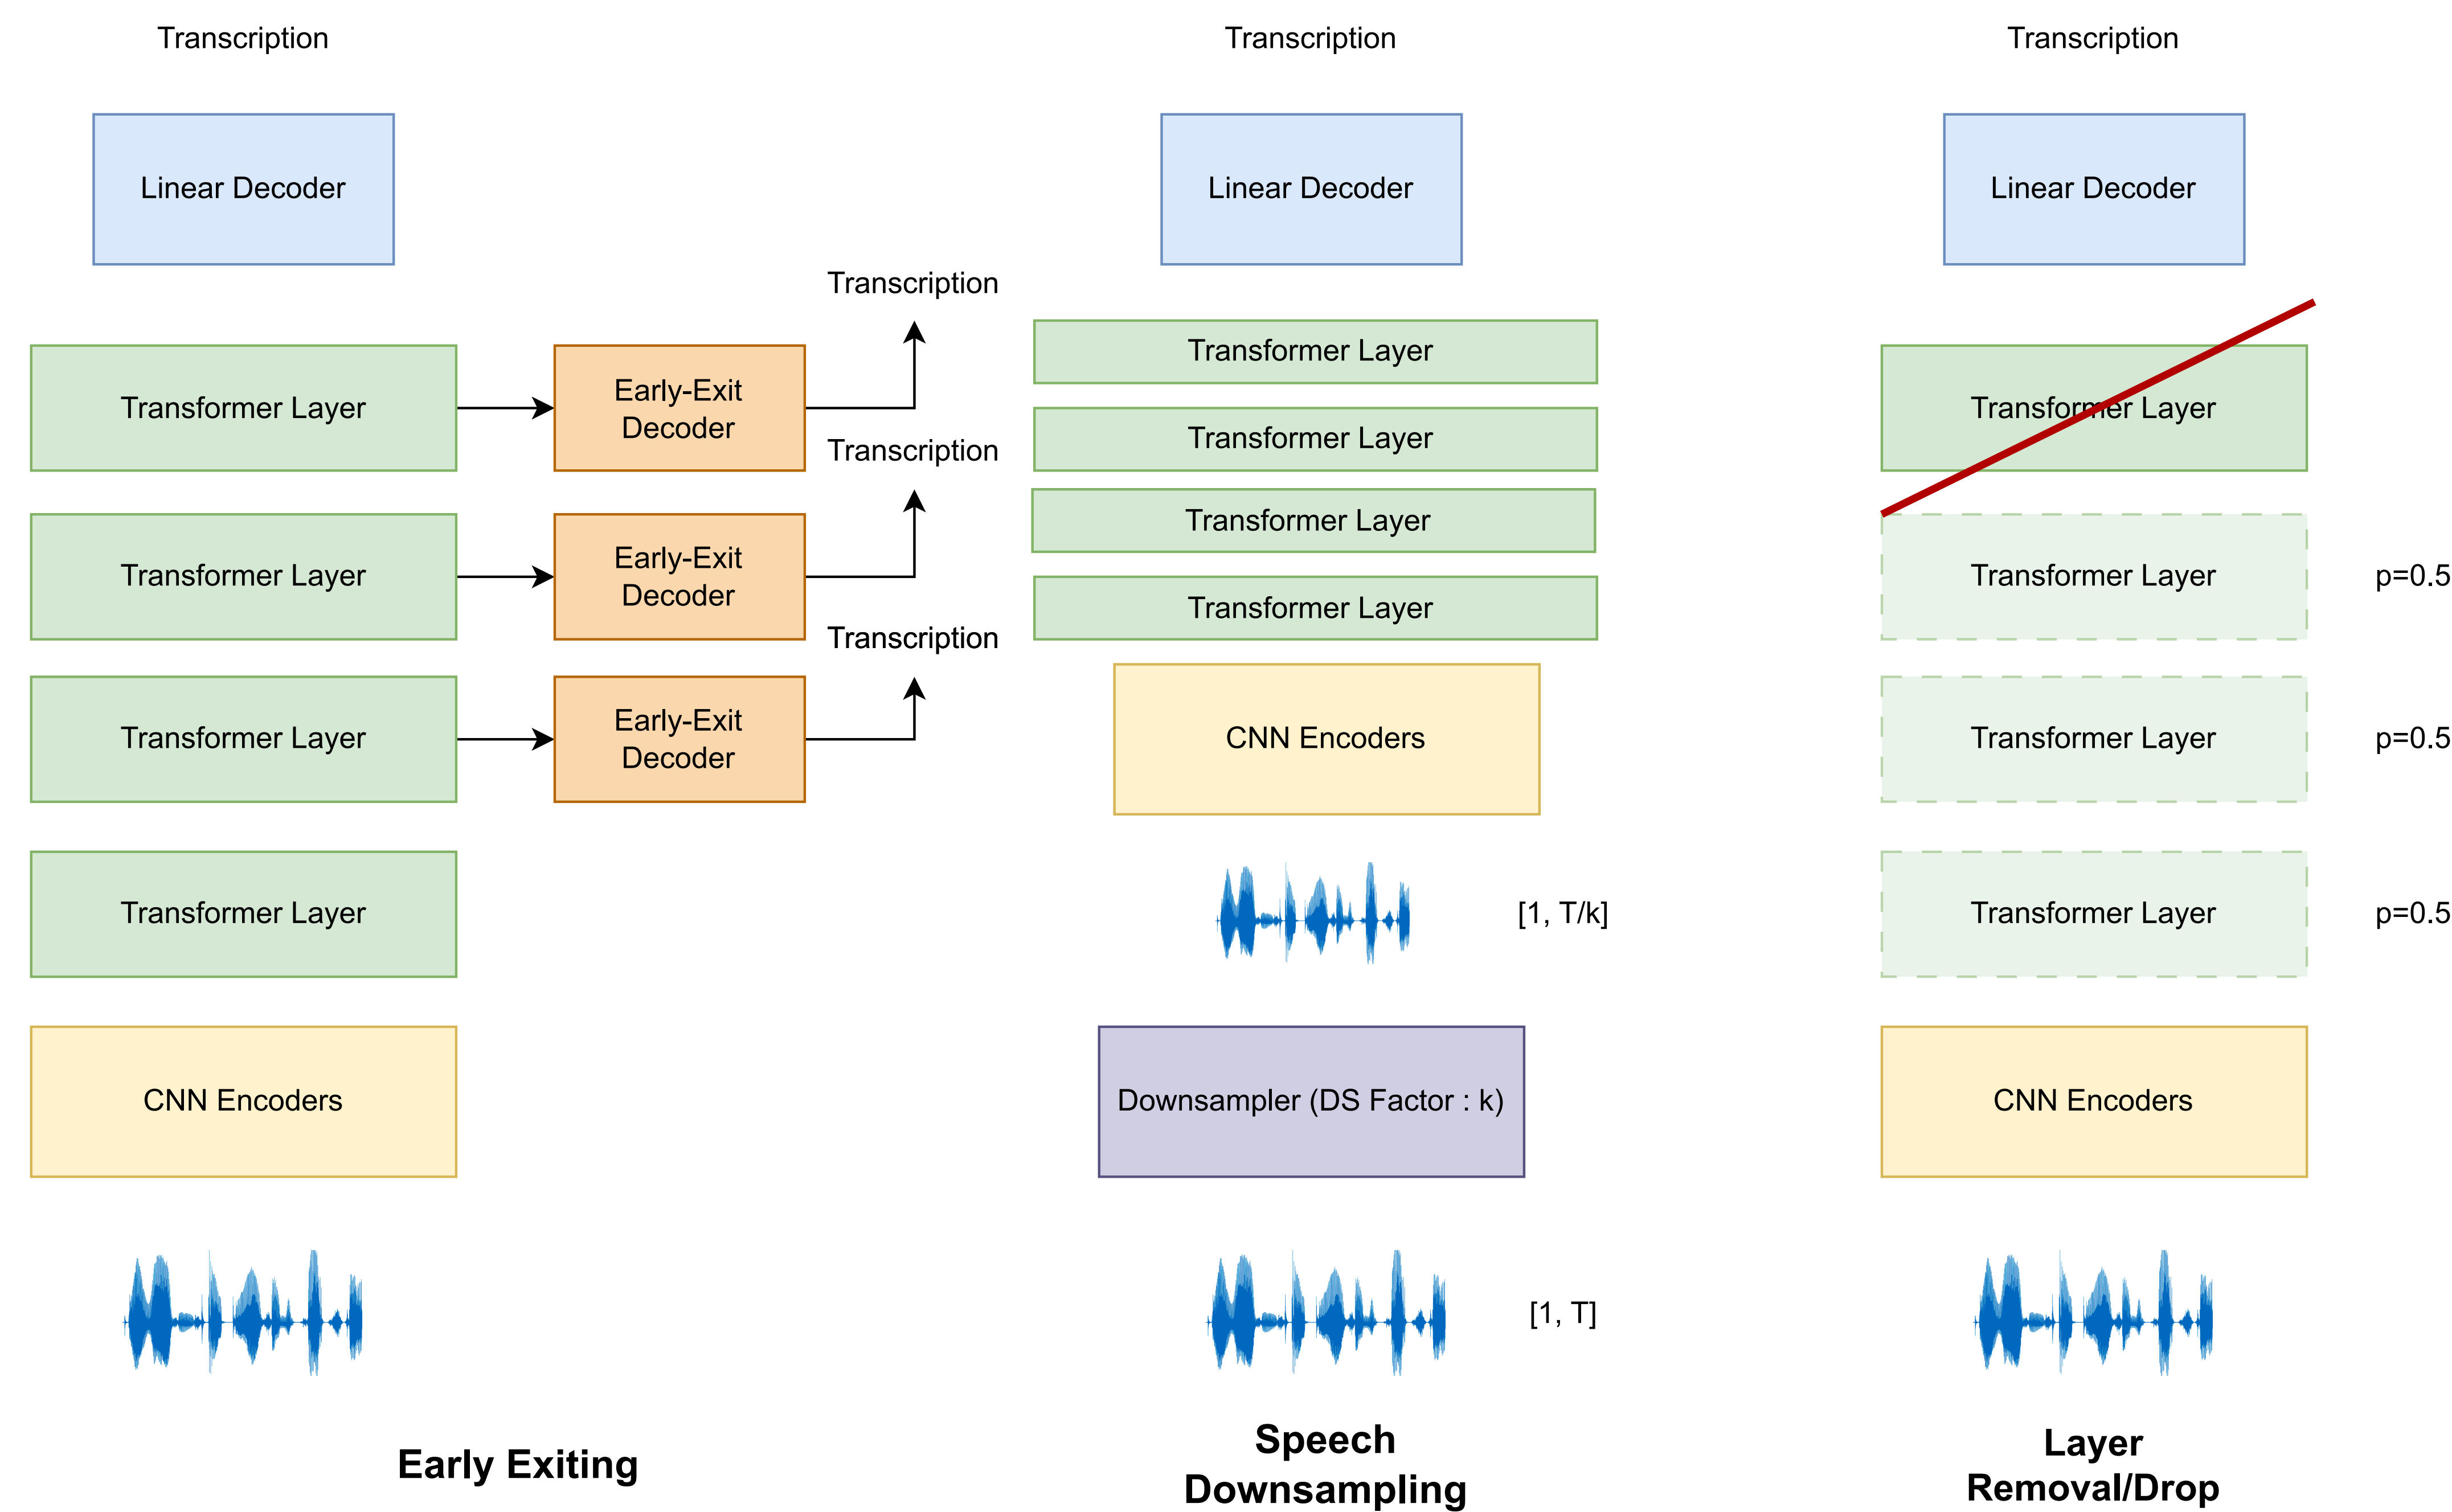 Transcription
Linear Decoder
Transformer Layer
Early-Exit
Decoder
Transcription
Transformer Layer
Early-Exit
Decoder
Transcription
Transformer Layer
Early-Exit
Decoder
Transcription
Transformer Layer
CNN Encoders
Early Exiting
Transcription
Linear Decoder
Transformer Layer
Transformer Layer
Transformer Layer
Transformer Layer
CNN Encoders
[1, T/k]
Downsampler (DS Factor : k)
[1, T]
Speech
Downsampling
Transcription
Linear Decoder
Transformer Layer
Transformer Layer
p=0.5
Transformer Layer
p=0.5
Transformer Layer
p=0.5
CNN Encoders
Layer
Removal/Drop